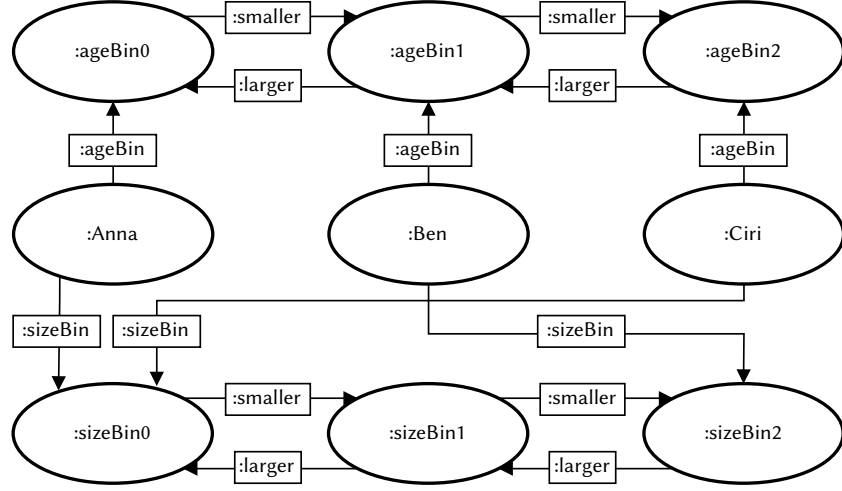 :smaller
:smaller
:ageBin0
:ageBin1
:ageBin2
:larger
:larger
:ageBin
:ageBin
:ageBin
:Anna
:Ben
:Ciri
:sizeBin
:sizeBin
:sizeBin
:smaller
:smaller
:sizeBin0
:sizeBin1
:sizeBin2
:larger
:larger